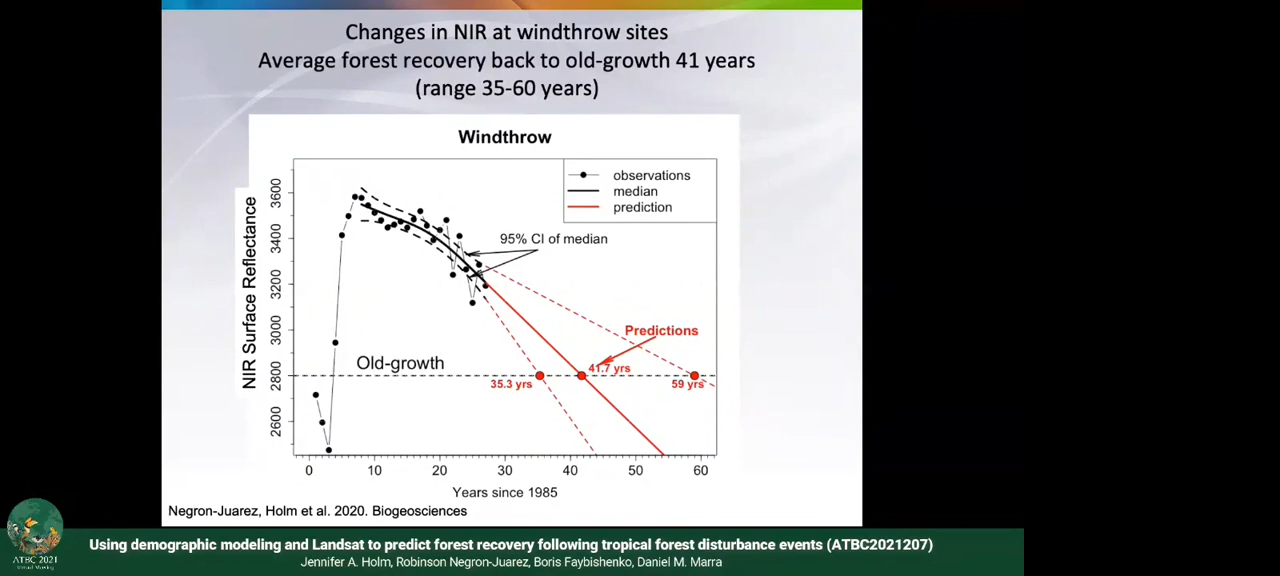 Changes in NIR at windthrow sites
Average forest recovery back to old-growth 41 years
(range 35-60 years)
Windthrow
observations
median
prediction
95% CI of median
Predictions
Old-growth
35.3 yrs
41.7 yrs
59 yrs
NIR Surface Reflectance
3600
3400
3200
3000
2800
2600
0 10 20 30 40 50 60
Years since 1985
Negron-Juarez, Holm et al. 2020. Biogeosciences
ATBC 2021
Using demographic modeling and Landsat to predict forest recovery following tropical forest disturbance events (ATBC2021207)
Jennifer A. Holm, Robinson Negron-Juarez, Boris Faybishenko, Daniel M. Marra